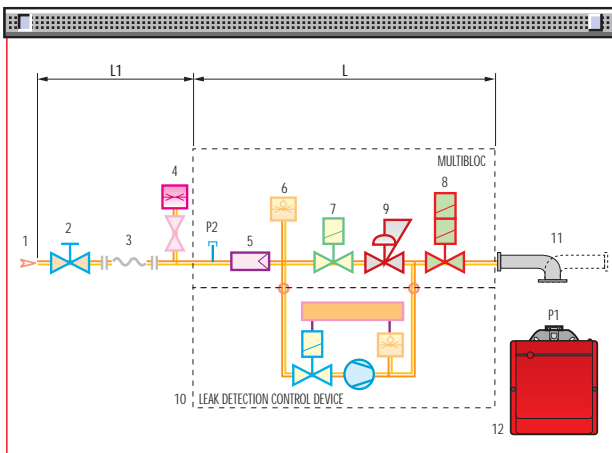 L1 L
MULTIBLOC
4 6 7 9 8
2 3 P2
1 5 11
P1
10 LEAK DETECTION CONTROL DEVICE
12